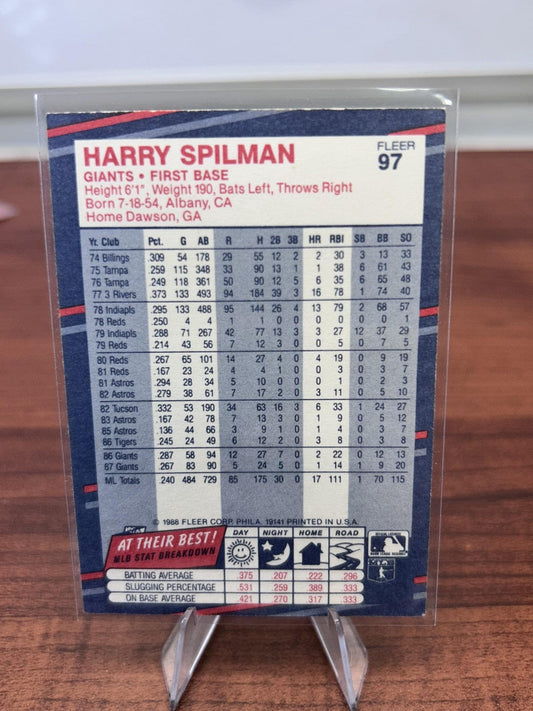 HARRY SPILMAN
FLEER
97
GIANTS • FIRST BASE
Height 6'1", Weight 190, Bats Left, Throws Right
Born 7-18-54, Albany, CA
Home Dawson, GA
Yr. Club Pct. G AB R H 2B 3B HR RBI SB BB SO
74 Billings .309 54 178 29 55 12 2 2 30 3 13 33
75 Tampa .259 115 348 33 90 12 1 1 38 6 61 43
76 Tampa .249 118 361 50 90 12 5 6 35 6 65 48
77 3 Rivers .373 133 493 94 184 39 3 16 78 1 74 40
78 Indiapls .295 133 488 95 144 26 4 13 79 2 68 57
78 Reds .250 4 4 1 1 0 0 0 0 0 0 1
79 Indiapls .288 71 267 42 77 13 3 3 27 12 37 29
79 Reds .214 43 56 7 12 3 0 0 5 0 7 5
80 Reds .267 65 101 14 27 4 0 4 19 0 9 19
81 Reds .167 23 24 4 4 1 0 0 3 0 3 7
81 Astros .294 28 34 5 10 0 0 0 1 0 2 3
82 Astros .279 38 61 7 17 2 0 3 11 0 5 10
82 Tucson .332 53 190 34 63 16 3 6 33 1 24 27
83 Astros .167 42 78 7 13 3 0 1 9 0 5 12
85 Astros .136 44 66 3 9 1 0 1 4 0 3 7
86 Tigers .245 24 49 6 12 2 0 3 8 0 3 8
86 Giants .287 58 94 12 27 7 0 2 22 0 12 13
87 Giants .267 83 90 5 24 5 0 1 14 1 9 20
ML Totals .240 484 729 85 175 30 0 17 111 1 70 115
© 1988 FLEER CORP. PHILA. 19141 PRINTED IN U.S.A.
AT THEIR BEST!
MLB STAT BREAKDOWN
DAY NIGHT HOME ROAD
BATTING AVERAGE .375 .207 .222 .296
SLUGGING PERCENTAGE .531 .259 .389 .333
ON BASE AVERAGE .421 .270 .317 .333